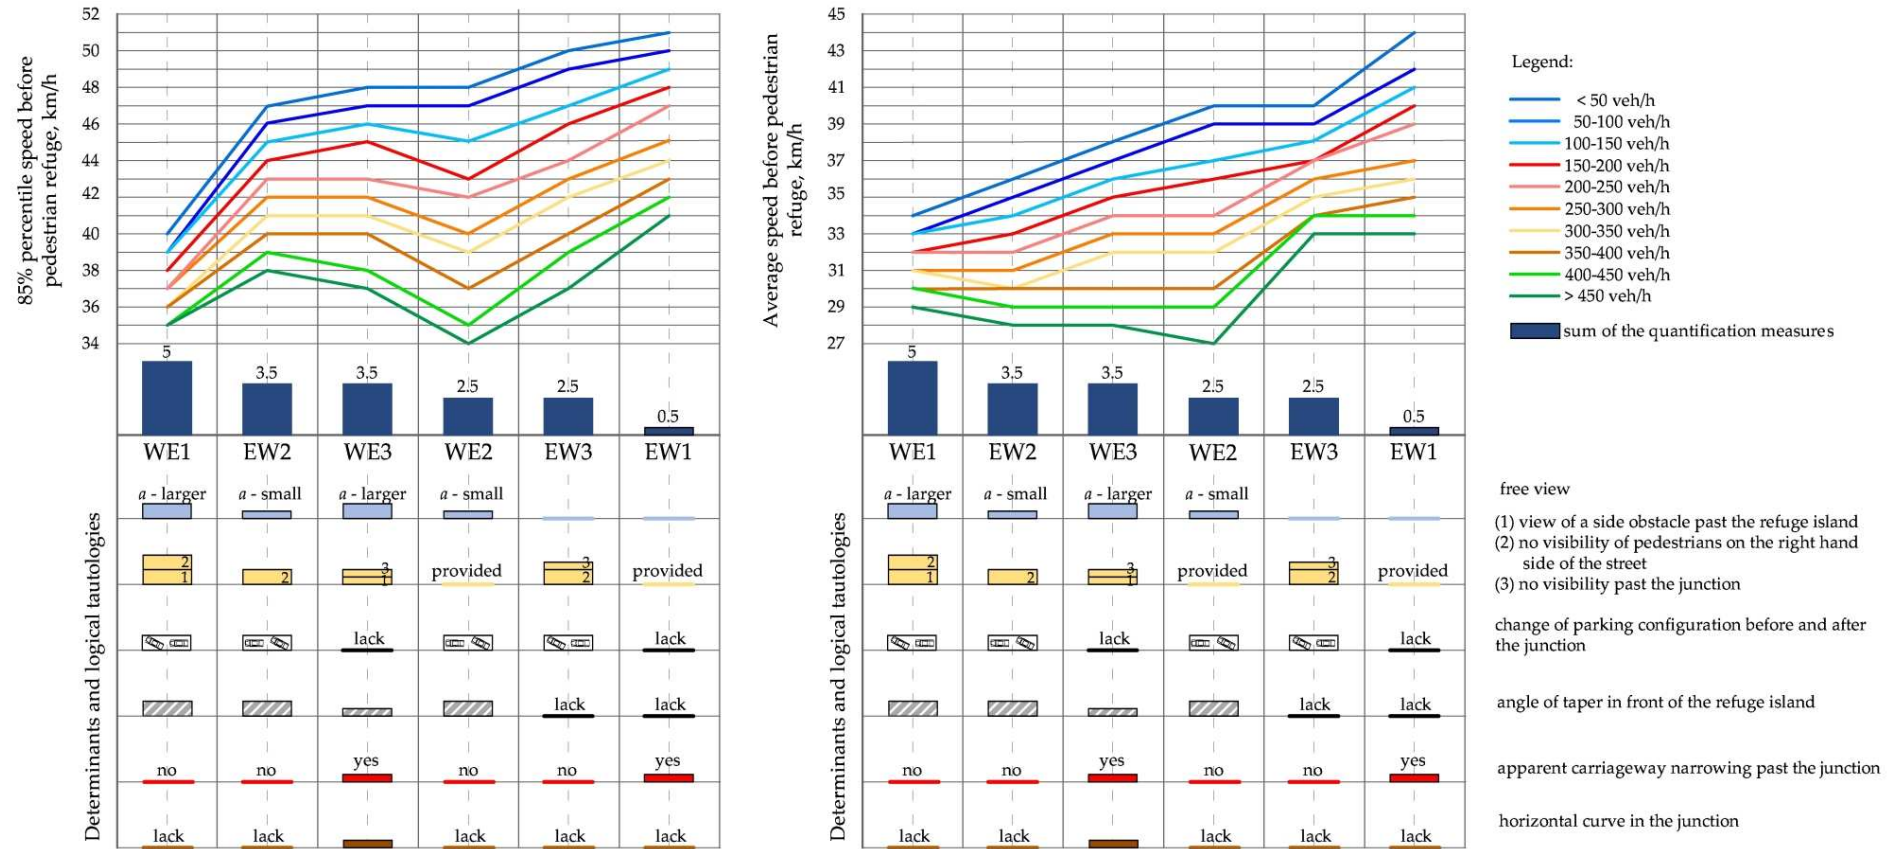 85% percentile speed before
pedestrian refuge, km/h
52
50
48
46
44
42
40
38
36
34
5
3.5
3.5
2.5
2.5
0.5
WE1 EW2 WE3 WE2 EW3 EW1
Determinants and logical tautologies
a - larger a - small a - larger a - small
2
1
2
3
1
provided
3
2
provided
lack lack
lack lack
no no yes no no yes
lack lack lack lack lack
Average speed before pedestrian
refuge, km/h
45
43
41
39
37
35
33
31
29
27
5
3.5
3.5
2.5
2.5
0.5
WE1 EW2 WE3 WE2 EW3 EW1
Determinants and logical tautologies
a - larger a - small a - larger a - small
2
1
2
3
1
provided
3
2
provided
lack lack
lack lack
no no yes no no yes
lack lack lack lack lack
Legend:
< 50 veh/h
50-100 veh/h
100-150 veh/h
150-200 veh/h
200-250 veh/h
250-300 veh/h
300-350 veh/h
350-400 veh/h
400-450 veh/h
> 450 veh/h
sum of the quantification measures
free view
(1) view of a side obstacle past the refuge island
(2) no visibility of pedestrians on the right hand
side of the street
(3) no visibility past the junction
change of parking configuration before and after
the junction
angle of taper in front of the refuge island
apparent carriageway narrowing past the junction
horizontal curve in the junction